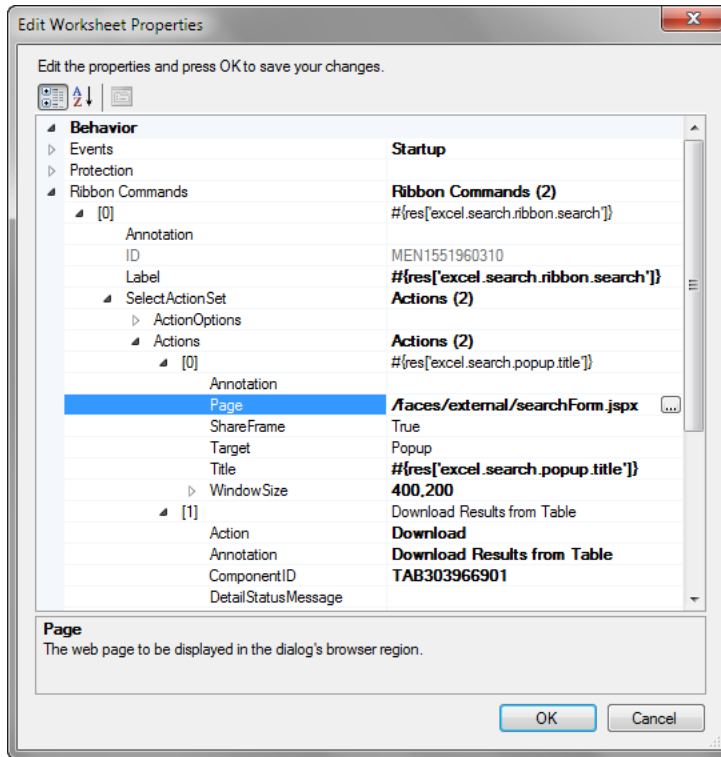 Edit Worksheet Properties
Edit the properties and press OK to save your changes.
Behavior
Events Startup
Protection
Ribbon Commands Ribbon Commands (2)
[0] #{res['excel.search.ribbon.search']}
Annotation
ID MEN1551960310
Label #{res['excel.search.ribbon.search']}
SelectActionSet Actions (2)
ActionOptions
Actions Actions (2)
[0] #{res['excel.search.popup.title']}
Annotation
Page /faces/external/searchForm.jspx ...
ShareFrame True
Target Popup
Title #{res['excel.search.popup.title']}
WindowSize 400,200
[1] Download Results from Table
Action Download
Annotation Download Results from Table
ComponentID TAB303966901
DetailStatusMessage
Page
The web page to be displayed in the dialog's browser region.
OK Cancel